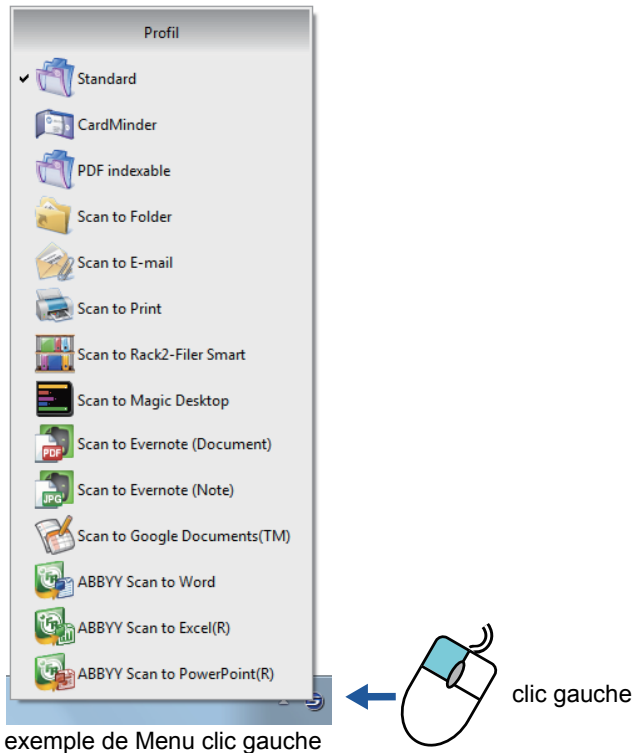 Profil
Standard
CardMinder
PDF indexable
Scan to Folder
Scan to E-mail
Scan to Print
Scan to Rack2-Filer Smart
Scan to Magic Desktop
PDF
Scan to Evernote (Document)
JPG
Scan to Evernote (Note)
Scan to Google Documents(TM)
ABBYY Scan to Word
ABBYY Scan to Excel(R)
ABBYY Scan to PowerPoint(R)
clic gauche
exemple de Menu clic gauche